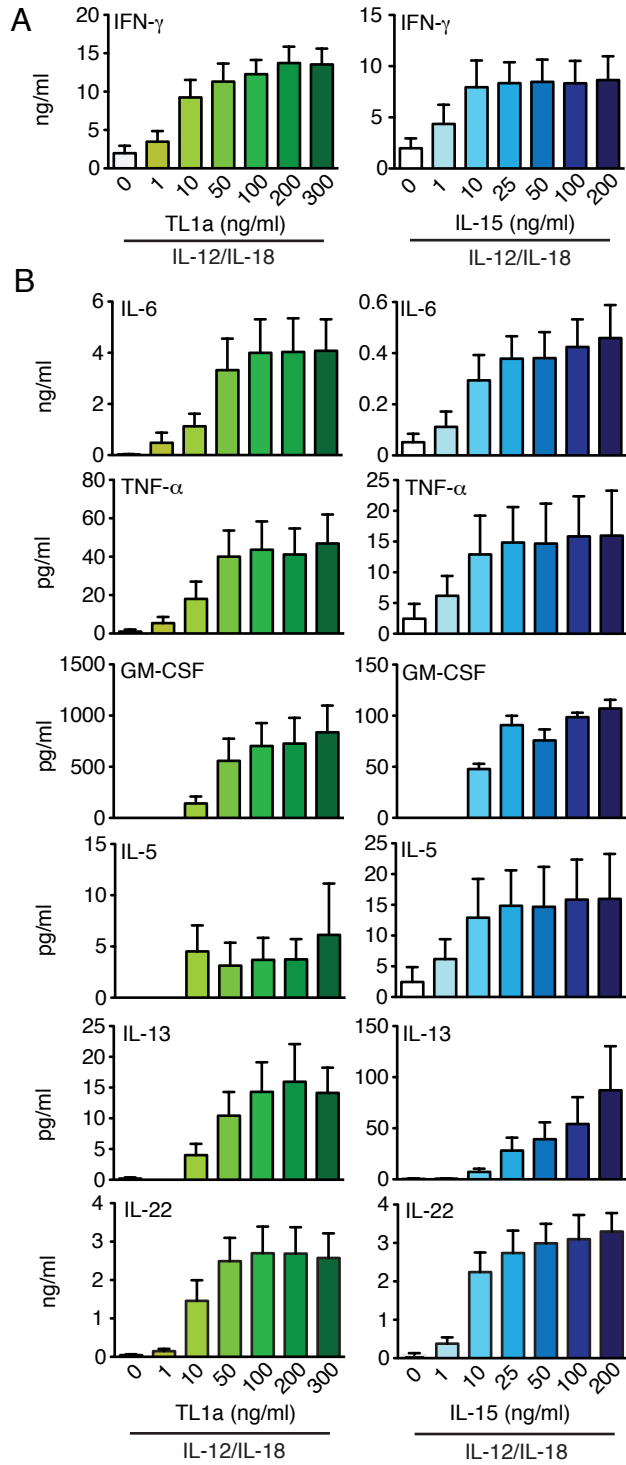 A
IFN-γ
ng/ml
20
15
10
5
0
0 1 10 50 100 200 300
TL1a (ng/ml)
IL-12/IL-18
IFN-γ
15
10
5
0
0 1 10 25 50 100 200
IL-15 (ng/ml)
IL-12/IL-18
B
IL-6
ng/ml
6
4
2
0
IL-6
0.6
0.4
0.2
0
TNF-α
pg/ml
80
60
40
20
0
TNF-α
25
20
15
10
5
0
GM-CSF
pg/ml
1500
1000
500
0
GM-CSF
150
100
50
0
IL-5
pg/ml
15
10
5
0
IL-5
25
20
15
10
5
0
IL-13
pg/ml
25
20
15
10
5
0
IL-13
150
100
50
0
IL-22
ng/ml
4
3
2
1
0
0 1 10 50 100 200 300
TL1a (ng/ml)
IL-12/IL-18
IL-22
4
3
2
1
0
0 1 10 25 50 100 200
IL-15 (ng/ml)
IL-12/IL-18